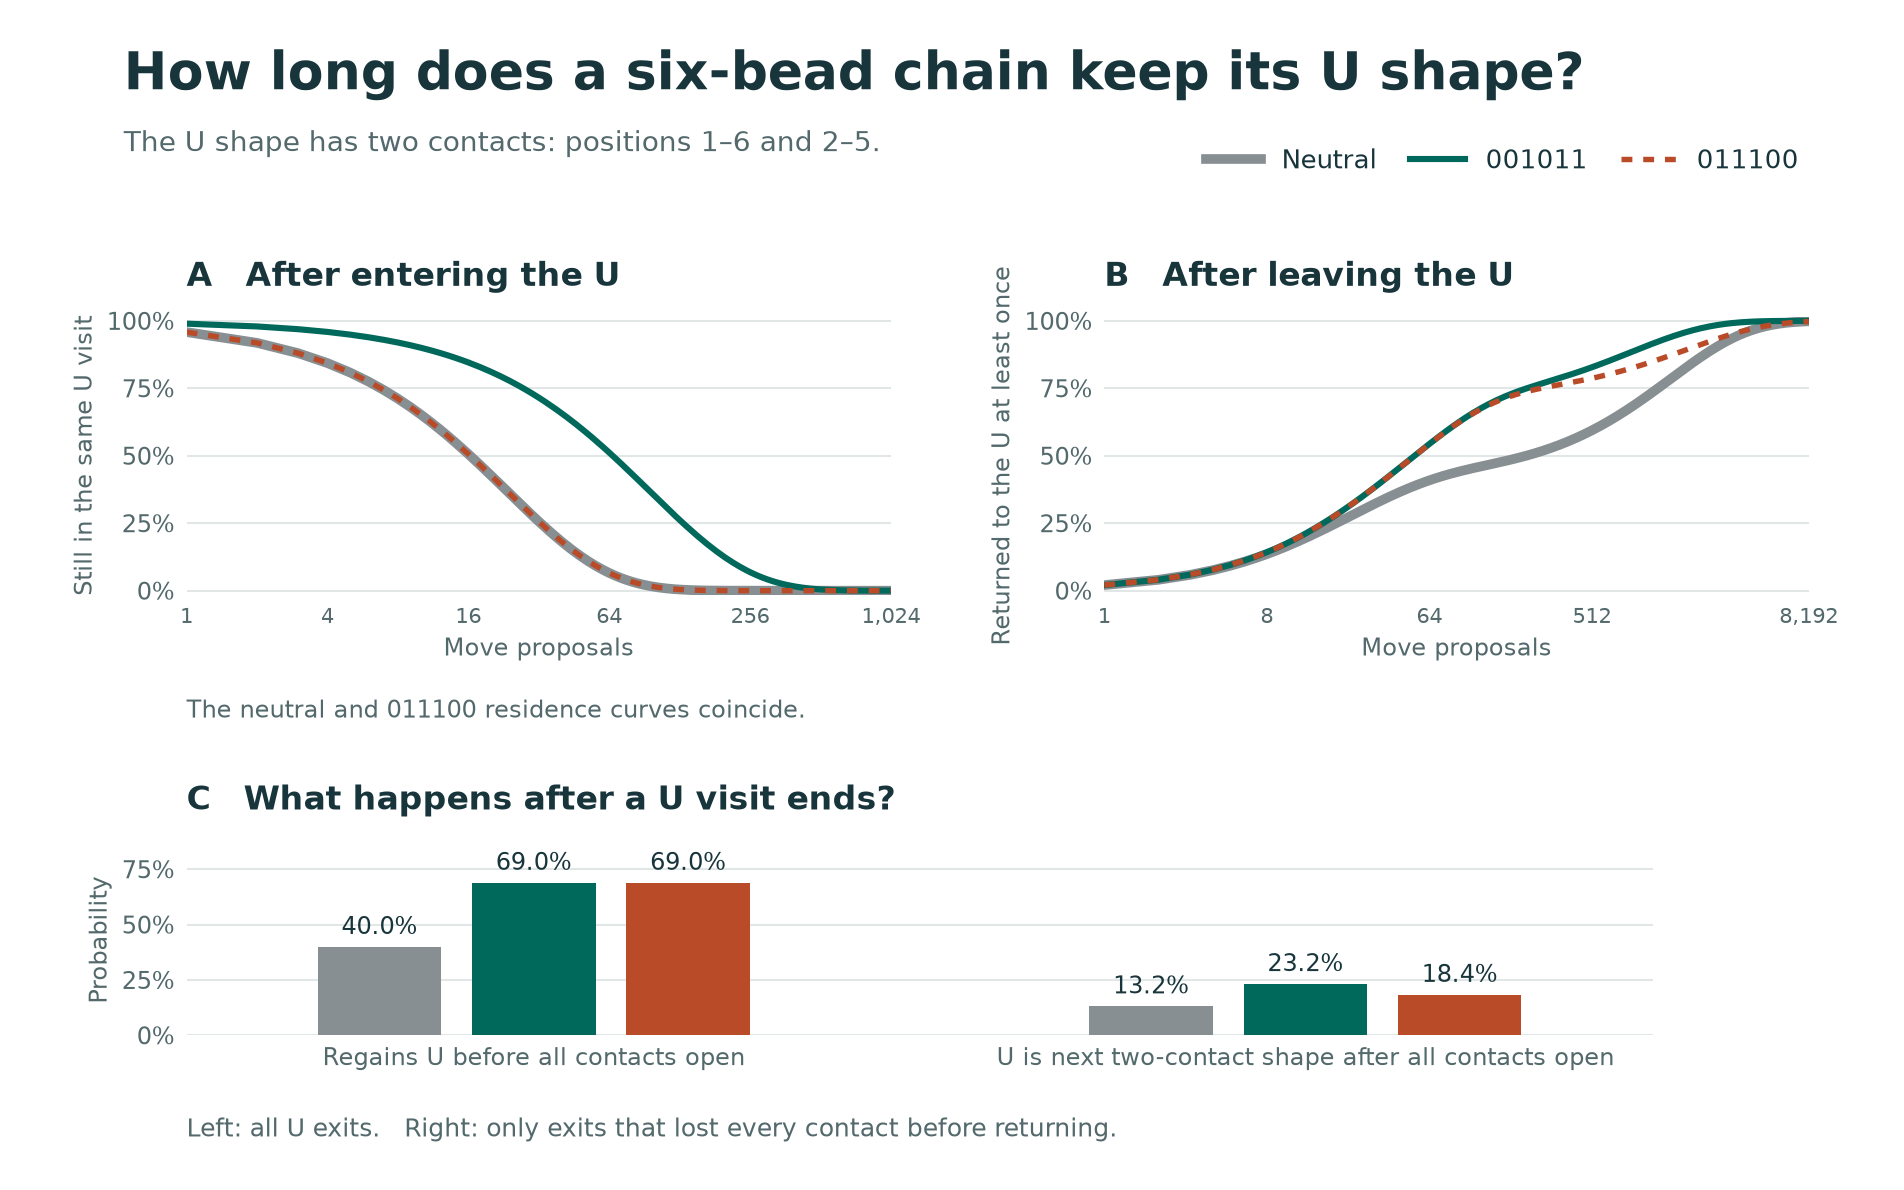 How long does a six-bead chain keep its U shape?
The U shape has two contacts: positions 1–6 and 2–5.
Neutral 001011 011100
A After entering the U
Still in the same U visit
100%
75%
50%
25%
0%
1 4 16 64 256 1,024
Move proposals
The neutral and 011100 residence curves coincide.
B After leaving the U
Returned to the U at least once
100%
75%
50%
25%
0%
1 8 64 512 8,192
Move proposals
C What happens after a U visit ends?
Probability
75%
50%
25%
0%
40.0% 69.0% 69.0%
13.2% 23.2% 18.4%
Regains U before all contacts open
U is next two-contact shape after all contacts open
Left: all U exits. Right: only exits that lost every contact before returning.